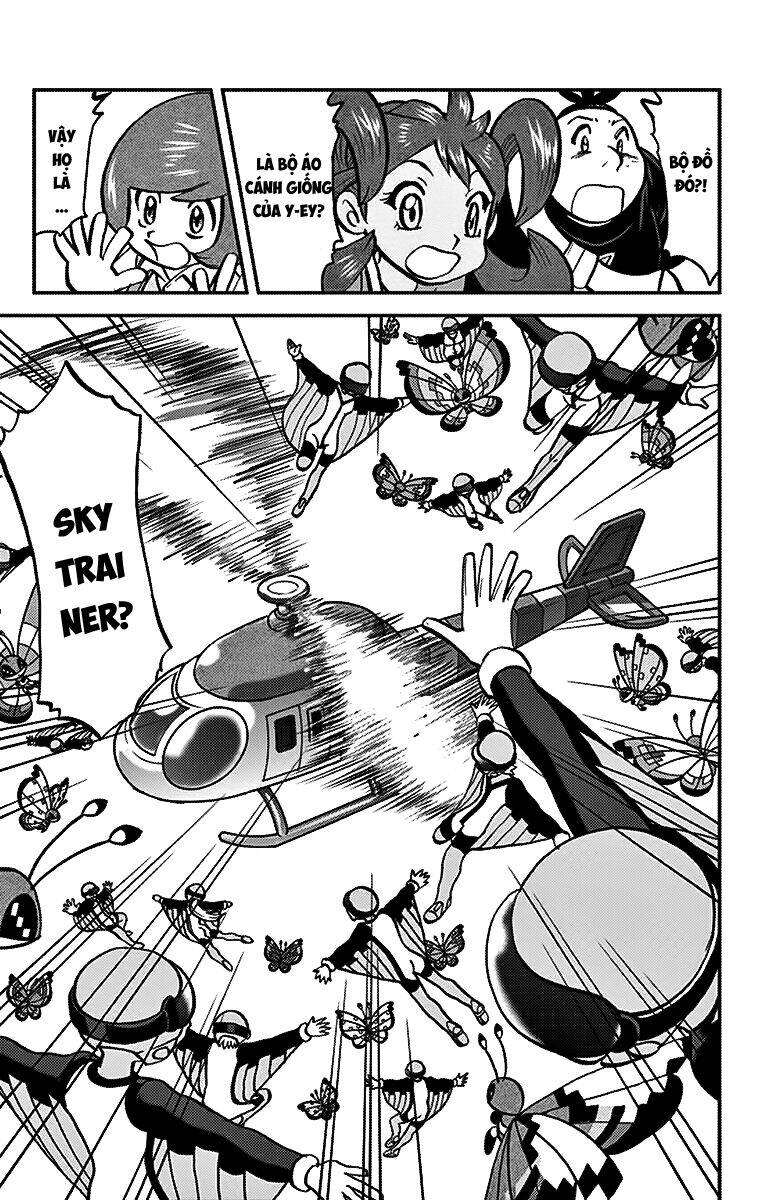 BỘ ĐỒ
ĐÓ?!
LÀ BỘ ÁO
CÁNH GIỐNG
CỦA Y-EY?
VẬY
HỌ
LÀ
...
SKY
TRAI
NER?